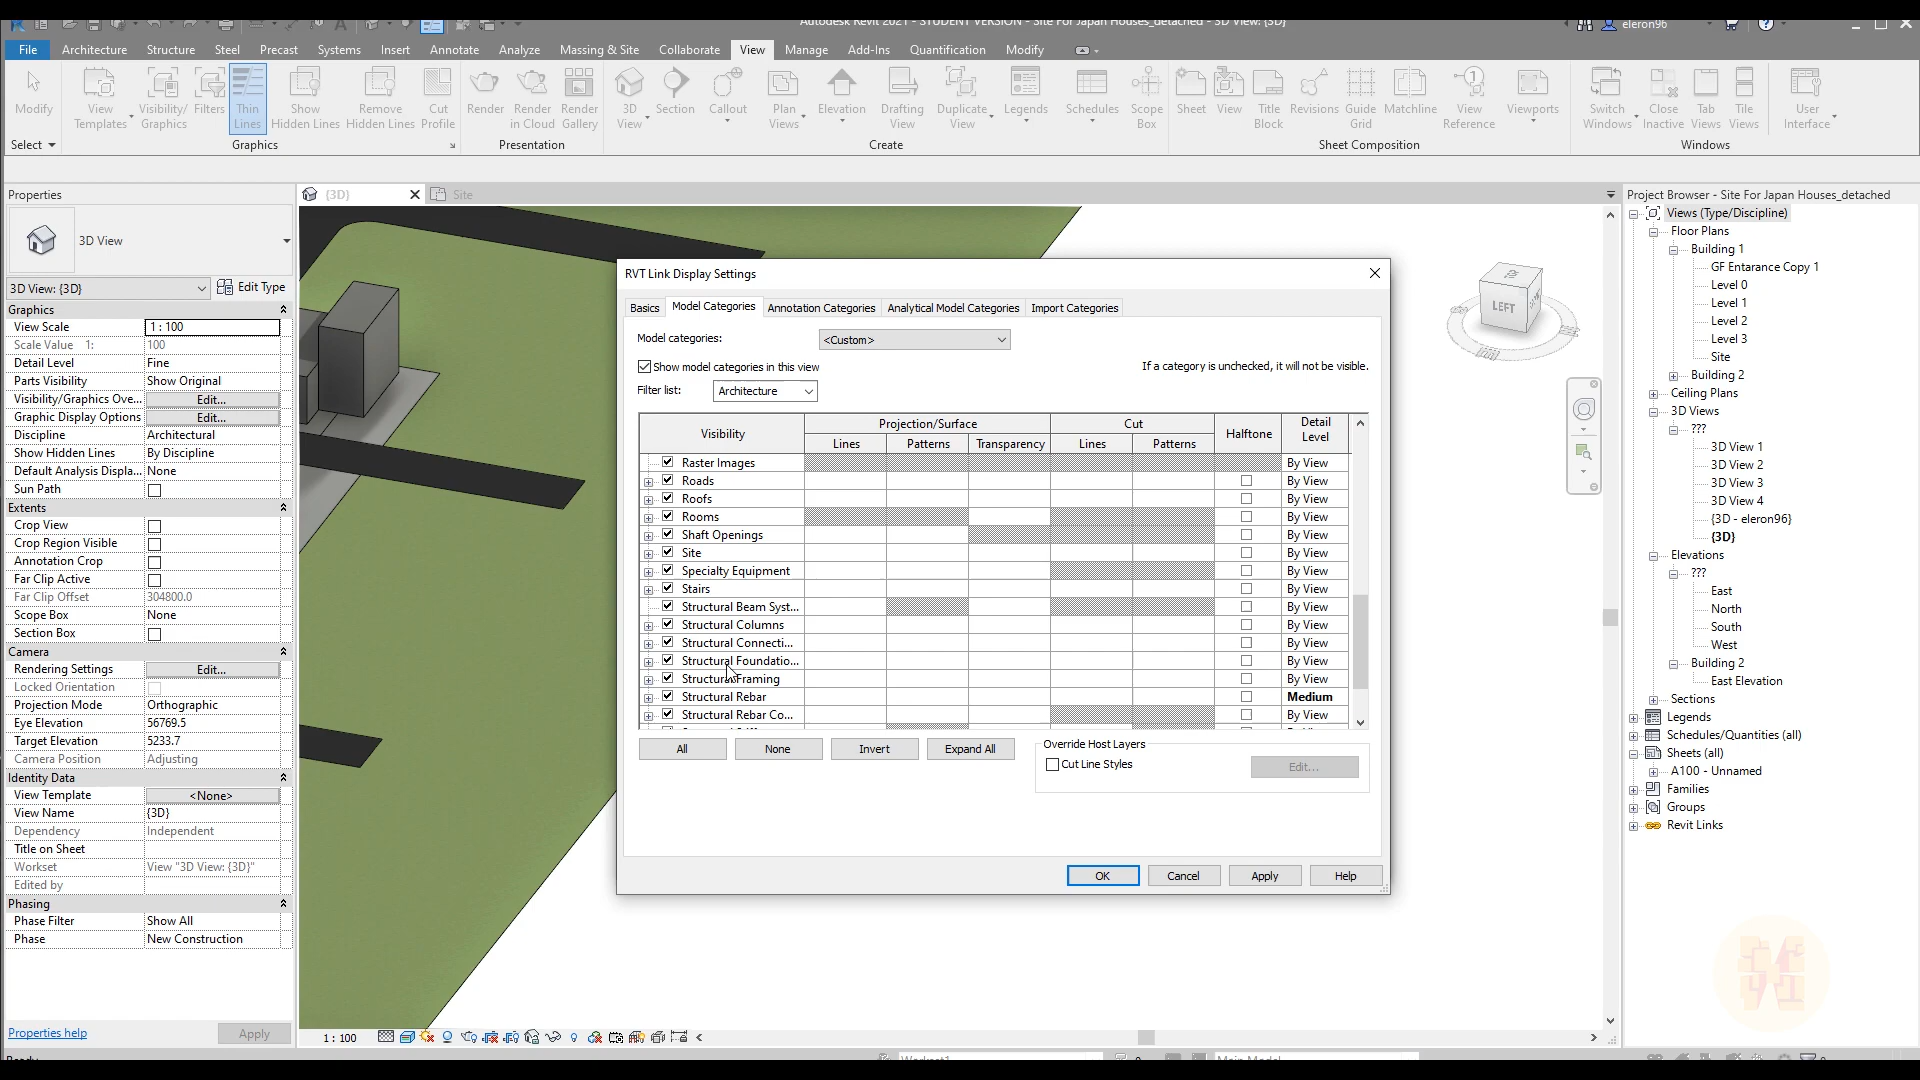 Autodesk Revit 2021 - STUDENT VERSION - Site For Japan Houses_detached - 3D View: {3D}
eleron96
File Architecture Structure Steel Precast Systems Insert Annotate Analyze Massing & Site Collaborate View Manage Add-Ins Quantification Modify
Modify
View Templates
Visibility/ Graphics
Filters
Thin Lines
Show Hidden Lines
Remove Hidden Lines
Cut Profile
Render
Render in Cloud
Render Gallery
3D View
Section
Callout
Plan Views
Elevation
Drafting View
Duplicate View
Legends
Schedules
Scope Box
Sheet
View
Title Block
Revisions
Guide Grid
Matchline
View Reference
Viewports
Switch Windows
Close Inactive
Tab Views
Tile Views
User Interface
Select
Graphics
Presentation
Create
Sheet Composition
Windows
Properties
3D View
3D View: {3D}
Edit Type
Graphics
View Scale 1 : 100
Scale Value 1: 100
Detail Level Fine
Parts Visibility Show Original
Visibility/Graphics Ove... Edit...
Graphic Display Options Edit...
Discipline Architectural
Show Hidden Lines By Discipline
Default Analysis Displa... None
Sun Path
Extents
Crop View
Crop Region Visible
Annotation Crop
Far Clip Active
Far Clip Offset 304800.0
Scope Box None
Section Box
Camera
Rendering Settings Edit...
Locked Orientation
Projection Mode Orthographic
Eye Elevation 56769.5
Target Elevation 5233.7
Camera Position Adjusting
Identity Data
View Template <None>
View Name {3D}
Dependency Independent
Title on Sheet
Workset View "3D View: {3D}"
Edited by
Phasing
Phase Filter Show All
Phase New Construction
Properties help
Apply
{3D}
Site
LEFT
RVT Link Display Settings
Basics Model Categories Annotation Categories Analytical Model Categories Import Categories
Model categories: <Custom>
Show model categories in this view
If a category is unchecked, it will not be visible.
Filter list: Architecture
Visibility Projection/Surface Cut Halftone Detail Level
Lines Patterns Transparency Lines Patterns
Raster Images By View
Roads By View
Roofs By View
Rooms By View
Shaft Openings By View
Site By View
Specialty Equipment By View
Stairs By View
Structural Beam Syst... By View
Structural Columns By View
Structural Connecti... By View
Structural Foundatio... By View
Structural Framing By View
Structural Rebar Medium
Structural Rebar Co... By View
All None Invert Expand All
Override Host Layers
Cut Line Styles
Edit...
OK Cancel Apply Help
Project Browser - Site For Japan Houses_detached
Views (Type/Discipline)
Floor Plans
Building 1
GF Entarance Copy 1
Level 0
Level 1
Level 2
Level 3
Site
Building 2
Ceiling Plans
3D Views
???
3D View 1
3D View 2
3D View 3
3D View 4
{3D - eleron96}
{3D}
Elevations
???
East
North
South
West
Building 2
East Elevation
Sections
Legends
Schedules/Quantities (all)
Sheets (all)
A100 - Unnamed
Families
Groups
Revit Links
1 : 100